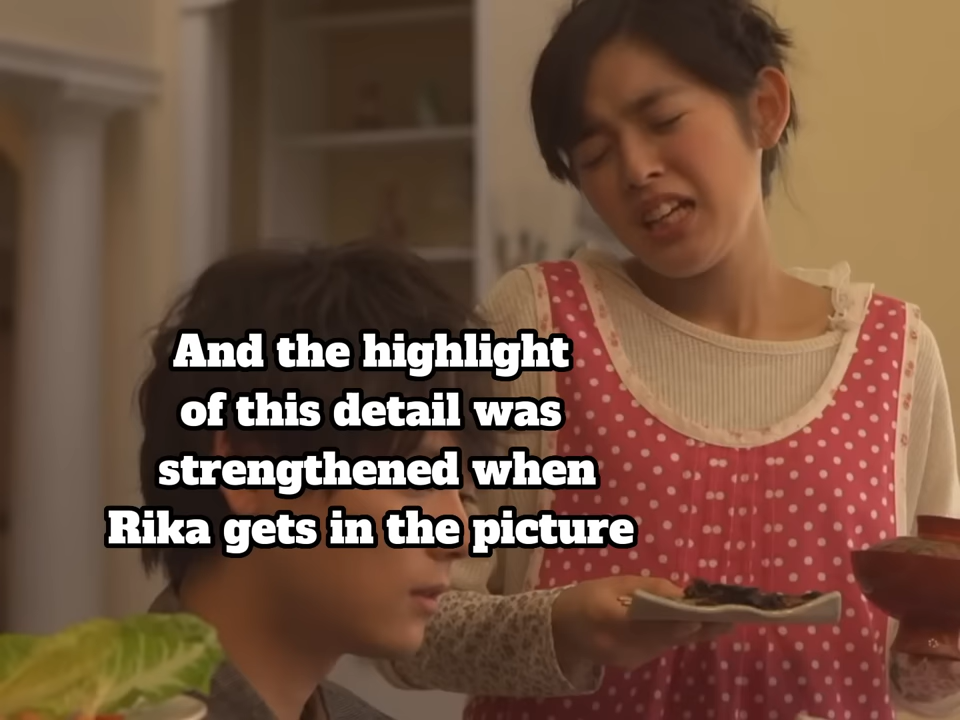 And the highlight
of this detail was
strengthened when
Rika gets in the picture